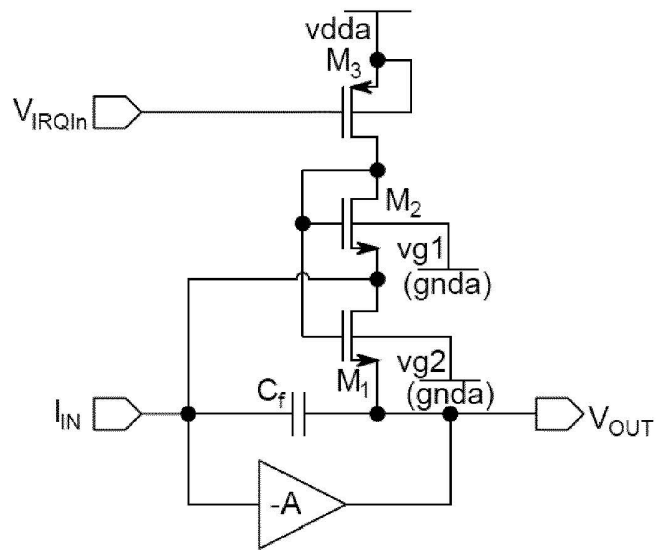 vdda
M3
VIRQIn
M2
vg1
(gnda)
vg2
(gnda)
M1
Cf
IIN
VOUT
-A